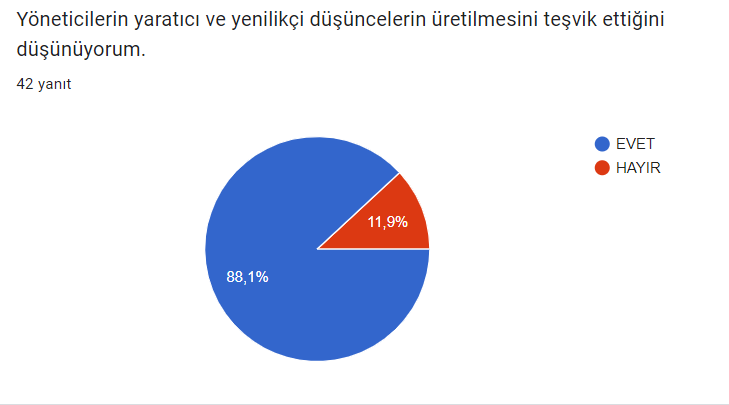 Yöneticilerin yaratıcı ve yenilikçi düşüncelerin üretilmesini teşvik ettiğini
düşünüyorum.
42 yanıt
EVET
HAYIR
11,9%
88,1%